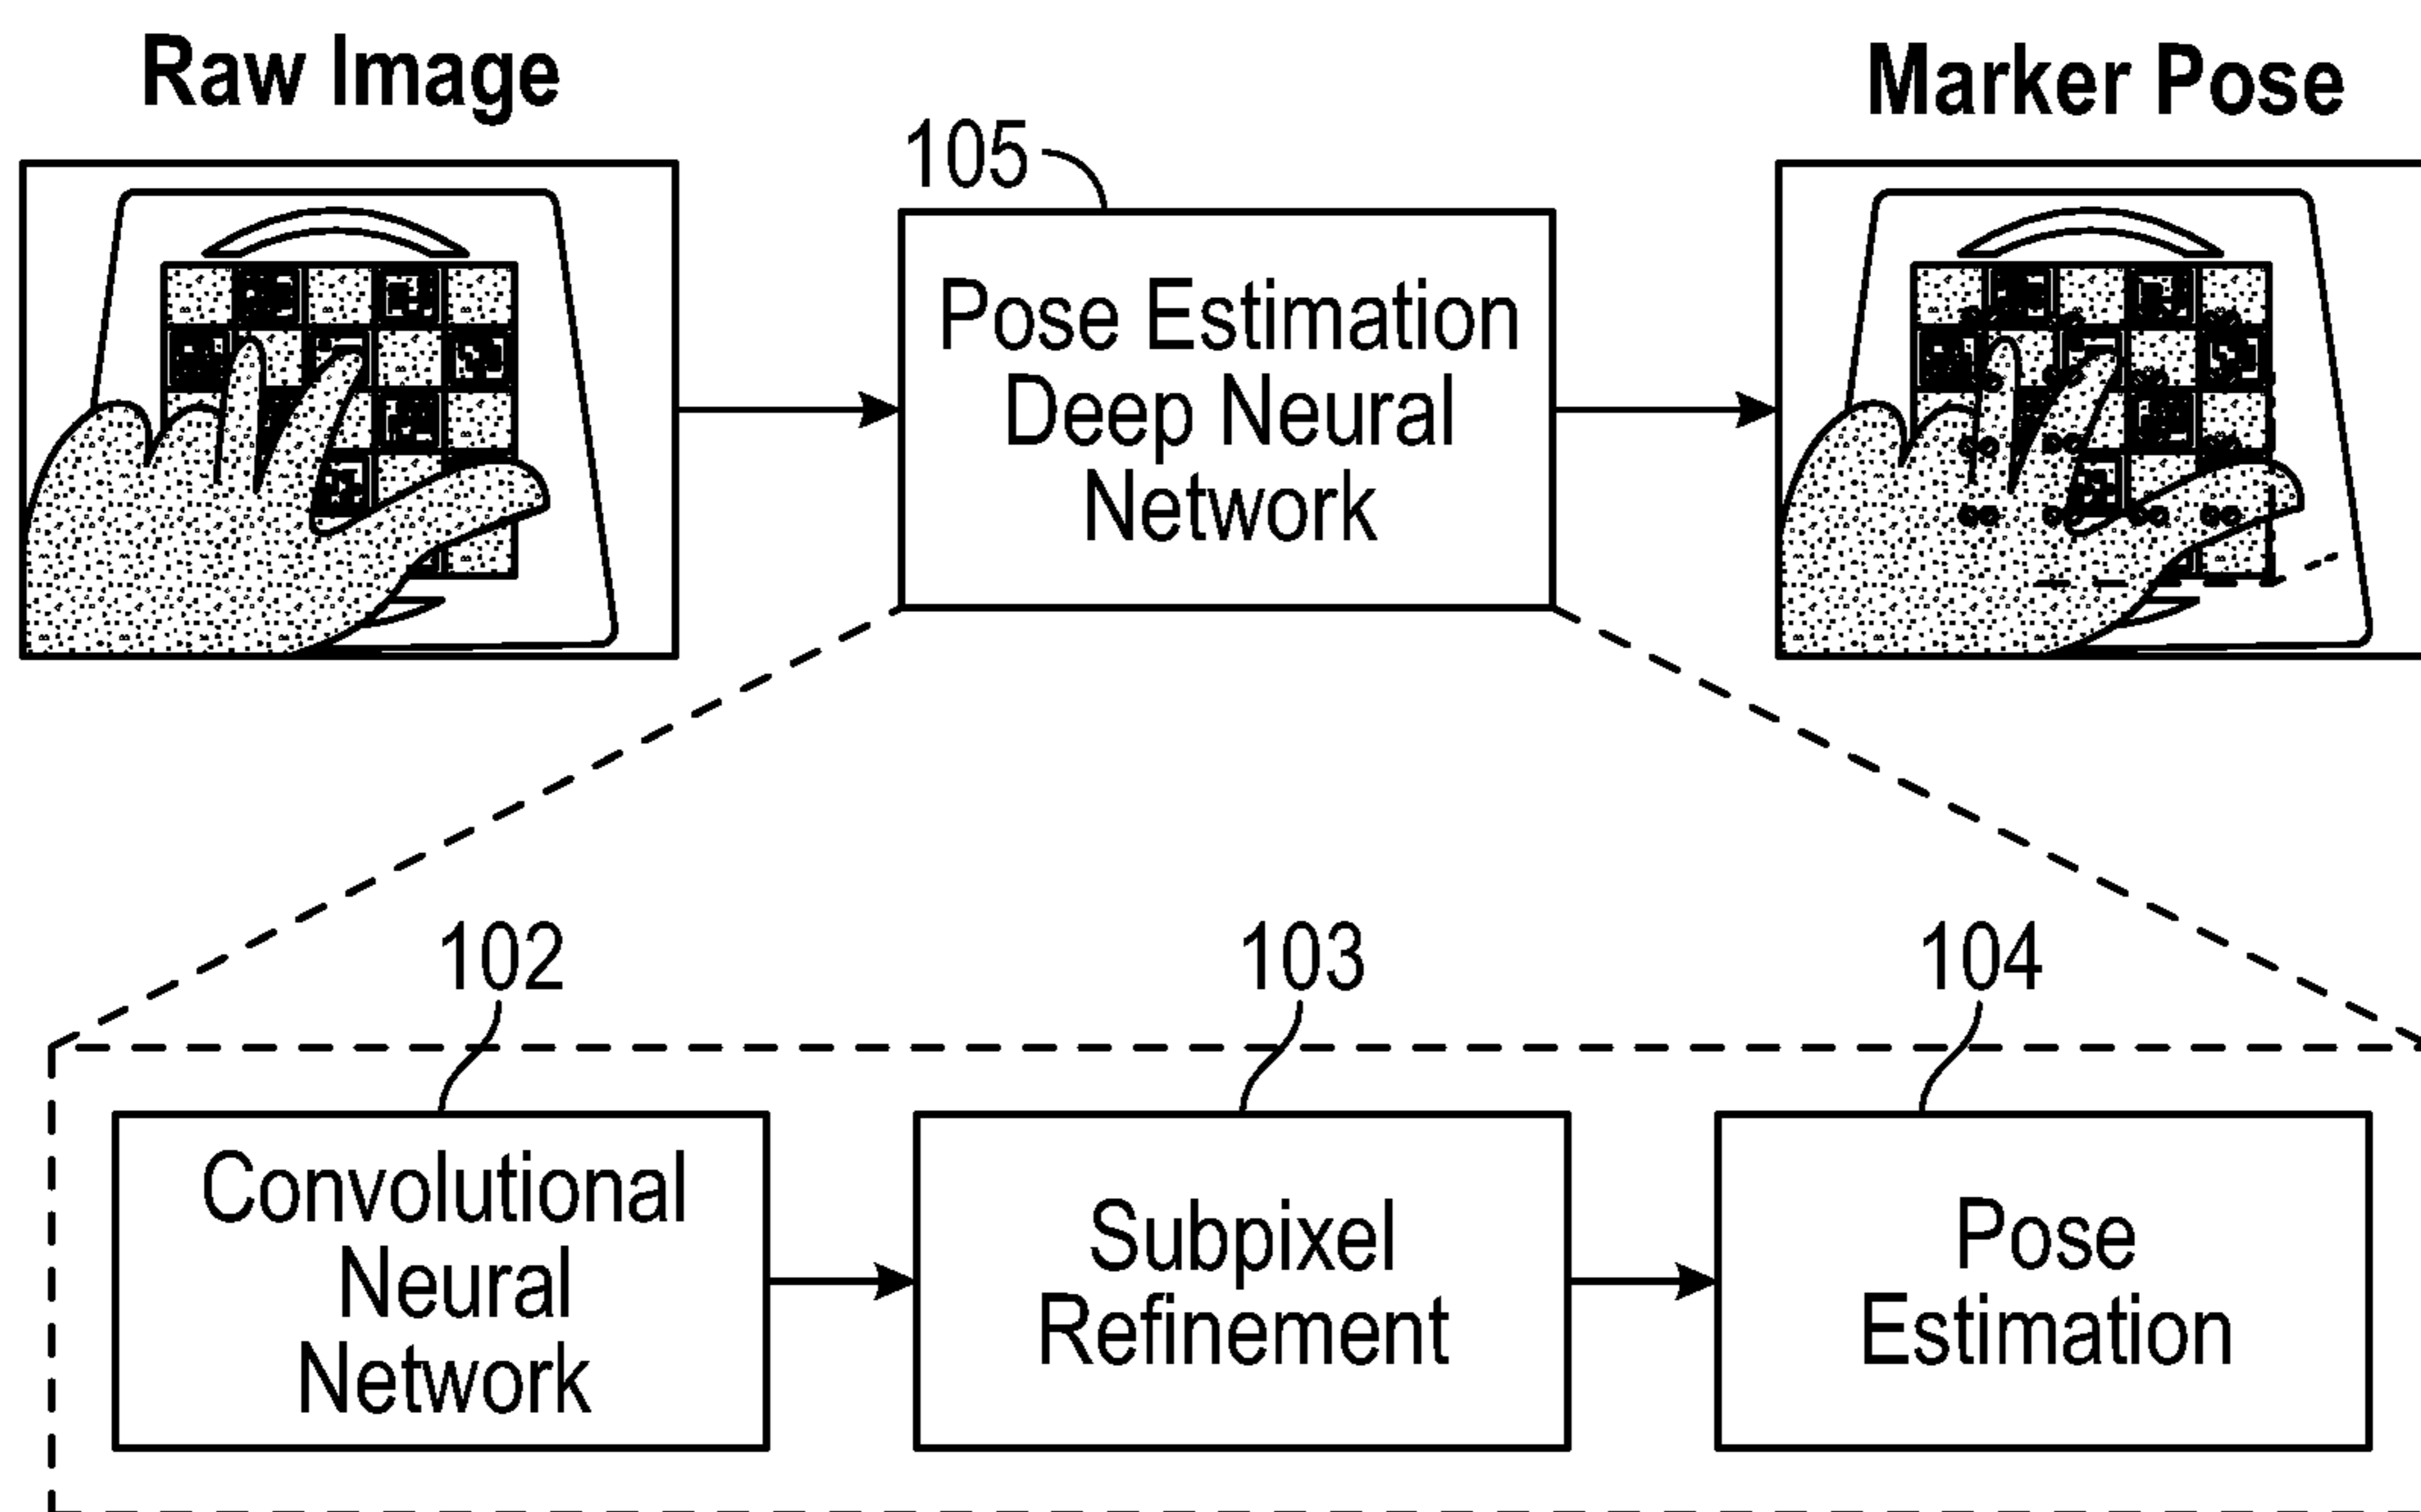 Raw Image
Marker Pose
105
Pose Estimation
Deep Neural
Network
102
103
104
Convolutional
Neural
Network
Subpixel
Refinement
Pose
Estimation